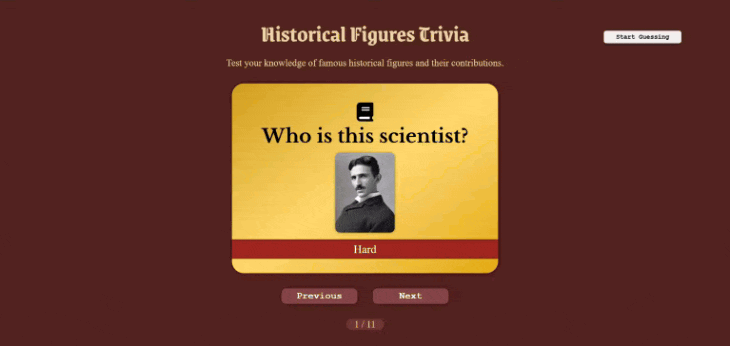 Historical Figures Trivia
Start Guessing
Test your knowledge of famous historical figures and their contributions.
Who is this scientist?
Hard
Previous
Next
1 / 11